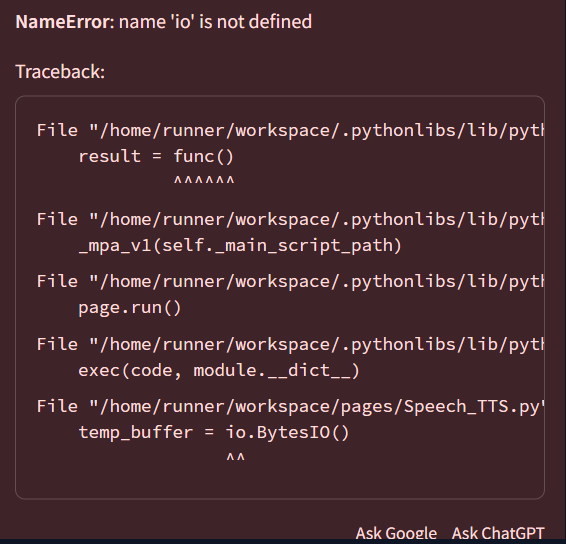 NameError: name 'io' is not defined
Traceback:
File "/home/runner/workspace/.pythonlibs/lib/pyth
result = func()
^^^^^^
File "/home/runner/workspace/.pythonlibs/lib/pyth
_mpa_v1(self._main_script_path)
File "/home/runner/workspace/.pythonlibs/lib/pyth
page.run()
File "/home/runner/workspace/.pythonlibs/lib/pyth
exec(code, module.__dict__)
File "/home/runner/workspace/pages/Speech_TTS.py"
temp_buffer = io.BytesIO()
^^
Ask Google Ask ChatGPT